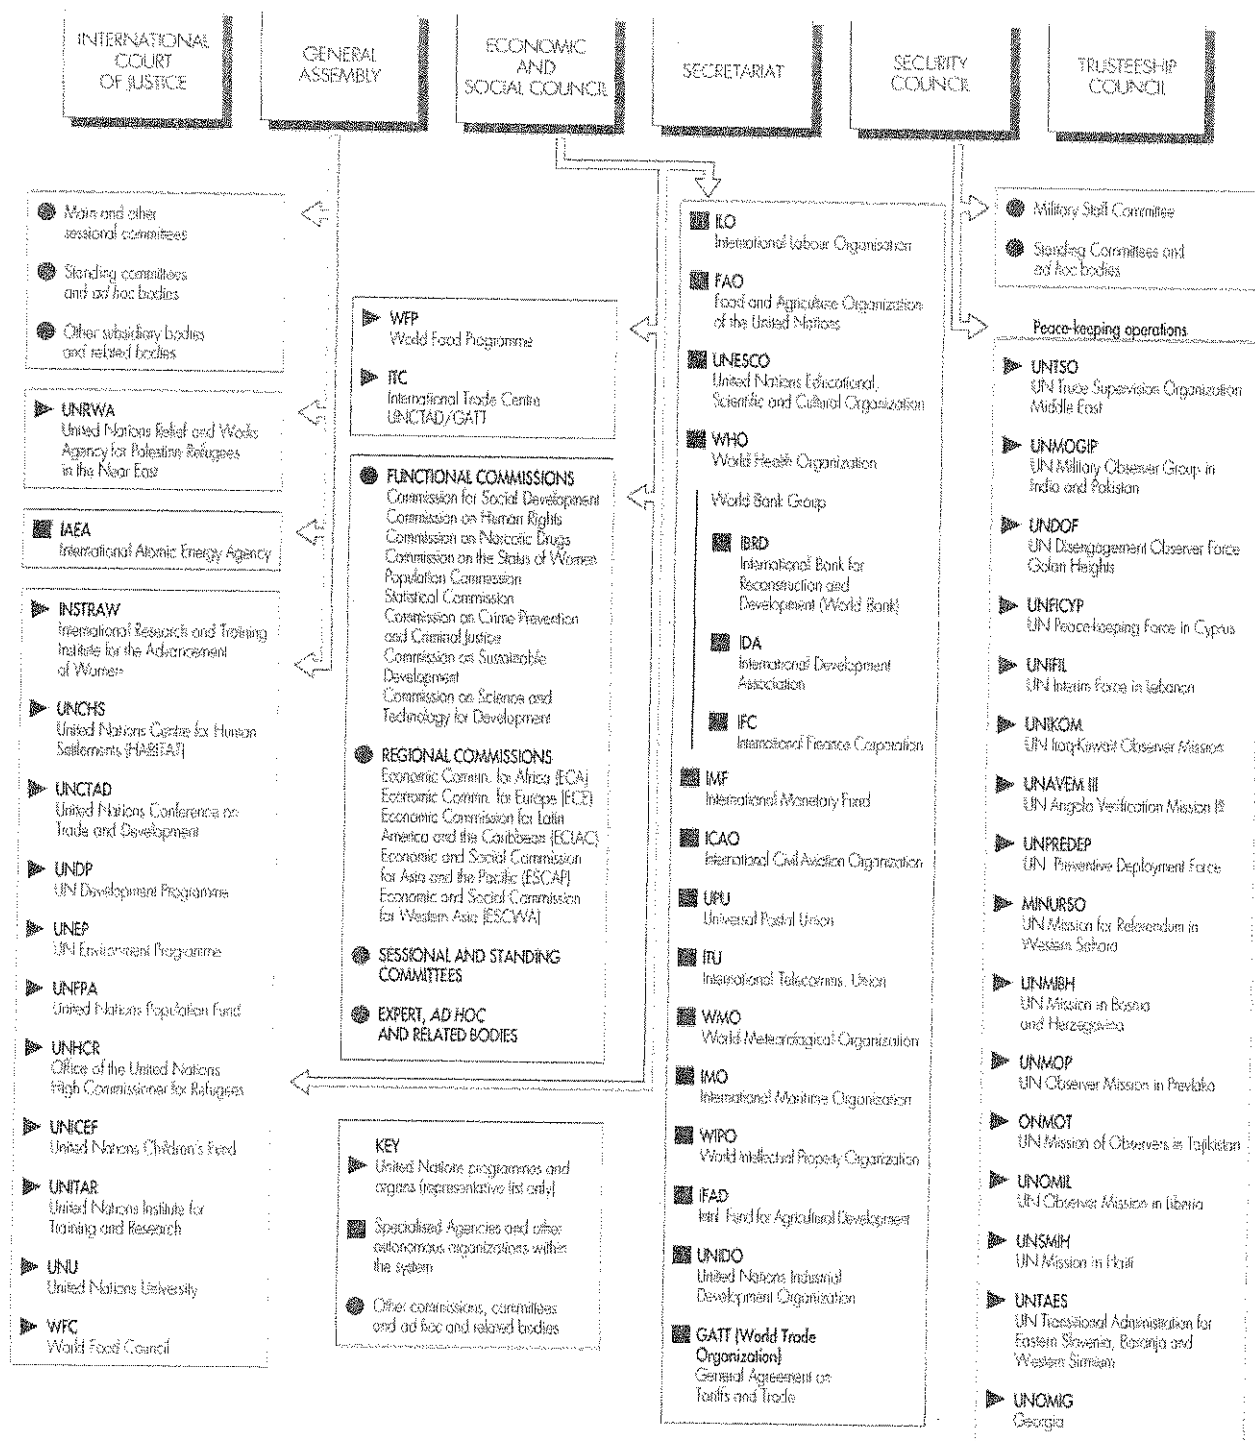 INTERNATIONAL
COURT
OF JUSTICE
GENERAL
ASSEMBLY
ECONOMIC
AND
SOCIAL COUNCIL
SECRETARIAT
SECURITY
COUNCIL
TRUSTEESHIP
COUNCIL
Main and other
sessional committees
Standing committees
and ad hoc bodies
Other subsidiary bodies
and related bodies
UNRWA
United Nations Relief and Works
Agency for Palestine Refugees
in the Near East
IAEA
International Atomic Energy Agency
INSTRAW
International Research and Training
Institute for the Advancement
of Women
UNCHS
United Nations Centre for Human
Settlements (HABITAT)
UNCTAD
United Nations Conference on
Trade and Development
UNDP
UN Development Programme
UNEP
UN Environment Programme
UNFPA
United Nations Population Fund
UNHCR
Office of the United Nations
High Commissioner for Refugees
UNICEF
United Nations Children's Fund
UNITAR
United Nations Institute for
Training and Research
UNU
United Nations University
WFC
World Food Council
WFP
World Food Programme
ITC
International Trade Centre
UNCTAD/GATT
FUNCTIONAL COMMISSIONS
Commission for Social Development
Commission on Human Rights
Commission on Narcotic Drugs
Commission on the Status of Women
Population Commission
Statistical Commission
Commission on Crime Prevention
and Criminal Justice
Commission on Sustainable
Development
Commission on Science and
Technology for Development
REGIONAL COMMISSIONS
Economic Commn. for Africa (ECA)
Economic Commn. for Europe (ECE)
Economic Commission for Latin
America and the Caribbean (ECLAC)
Economic and Social Commission
for Asia and the Pacific (ESCAP)
Economic and Social Commission
for Western Asia (ESCWA)
SESSIONAL AND STANDING
COMMITTEES
EXPERT, AD HOC
AND RELATED BODIES
KEY
United Nations programmes and
organs (representative list only)
Specialised Agencies and other
autonomous organizations within
the system
Other commissions, committees
and ad hoc and related bodies
ILO
International Labour Organisation
FAO
Food and Agriculture Organization
of the United Nations
UNESCO
United Nations Educational,
Scientific and Cultural Organization
WHO
World Health Organization
World Bank Group
IBRD
International Bank for
Reconstruction and
Development (World Bank)
IDA
International Development
Association
IFC
International Finance Corporation
IMF
International Monetary Fund
ICAO
International Civil Aviation Organization
UPU
Universal Postal Union
ITU
International Telecomms. Union
WMO
World Meteorological Organization
IMO
International Maritime Organization
WIPO
World Intellectual Property Organization
IFAD
Intnl. Fund for Agricultural Development
UNIDO
United Nations Industrial
Development Organization
GATT (World Trade
Organization)
General Agreement on
Tariffs and Trade
Military Staff Committee
Standing Committees and
ad hoc bodies
Peace-keeping operations
UNTSO
UN Truce Supervision Organization
Middle East
UNMOGIP
UN Military Observer Group in
India and Pakistan
UNDOF
UN Disengagement Observer Force
Golan Heights
UNFICYP
UN Peace-keeping Force in Cyprus
UNIFIL
UN Interim Force in Lebanon
UNIKOM
UN Iraq-Kuwait Observer Mission
UNAVEM III
UN Angola Verification Mission III
UNPREDEP
UN Preventive Deployment Force
MINURSO
UN Mission for Referendum in
Western Sahara
UNMIBH
UN Mission in Bosnia
and Herzegovina
UNMOP
UN Observer Mission in Prevlaka
ONMOT
UN Mission of Observers in Tajikistan
UNOMIL
UN Observer Mission in Liberia
UNSMIH
UN Mission in Haiti
UNTAES
UN Transitional Administration for
Eastern Slovenia, Baranja and
Western Sirmium
UNOMIG
Georgia